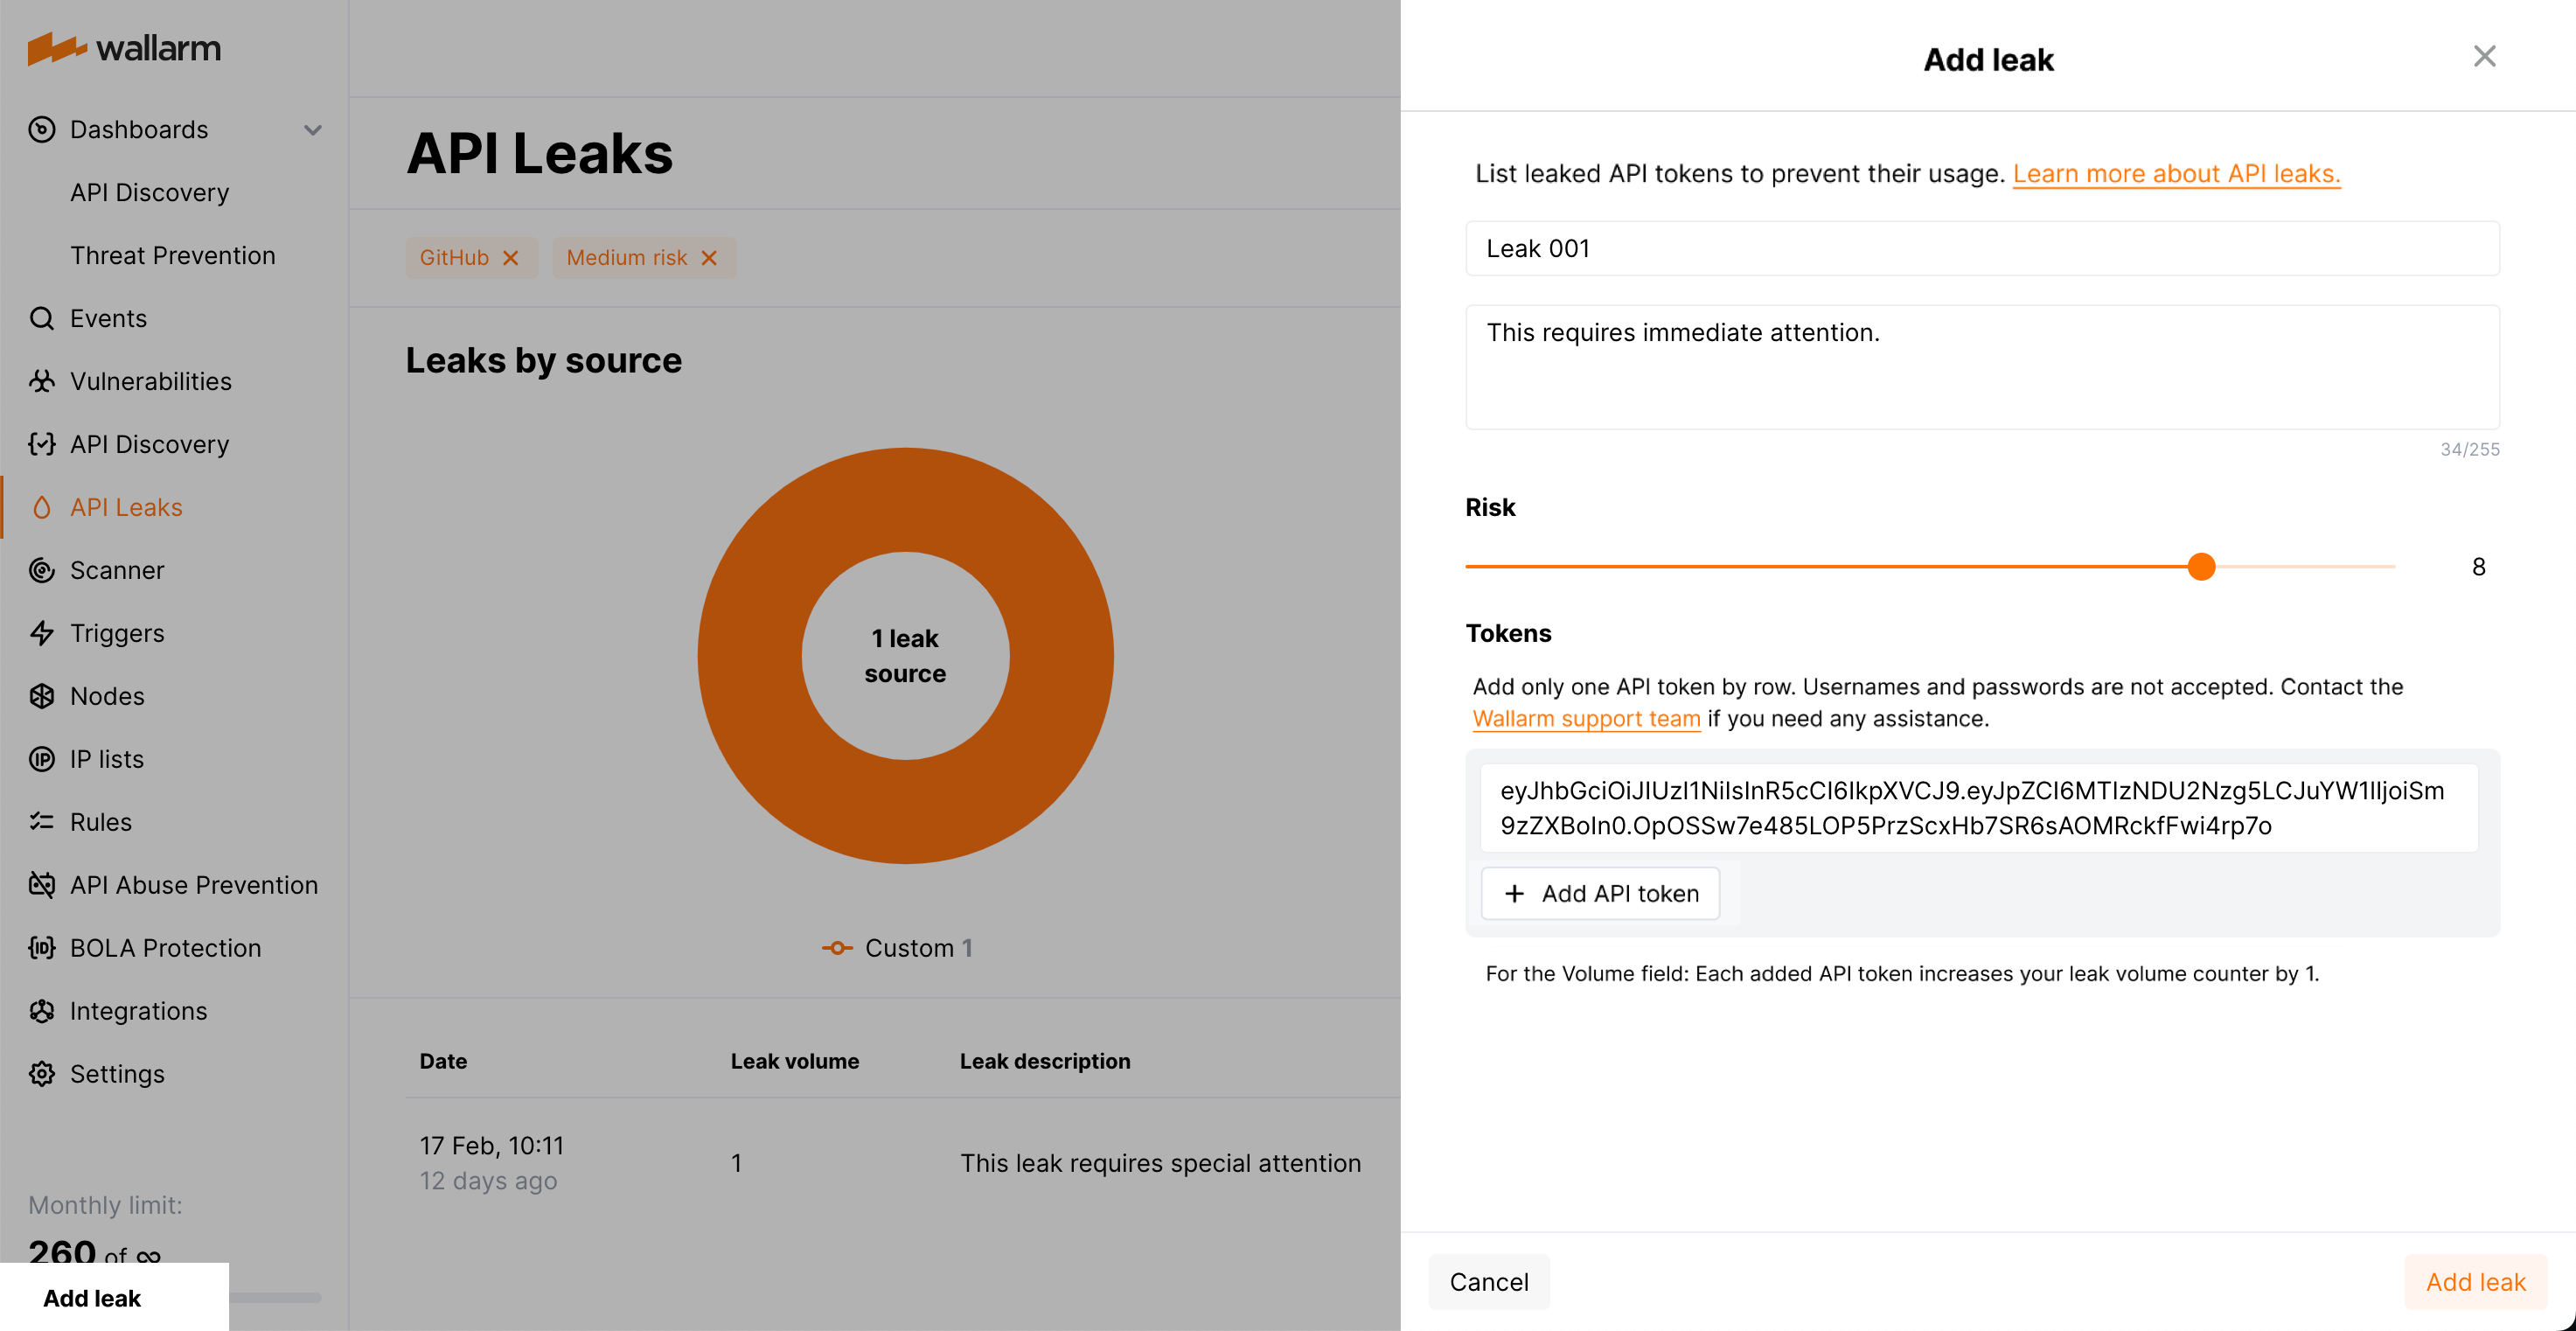 wallarm
Dashboards
API Discovery
Threat Prevention
Events
Vulnerabilities
API Discovery
API Leaks
Scanner
Triggers
Nodes
IP lists
Rules
API Abuse Prevention
BOLA Protection
Integrations
Settings
Monthly limit:
260 of ∞
Add leak
API Leaks
GitHub
Medium risk
Leaks by source
1 leak
source
Custom 1
Date Leak volume Leak description
17 Feb, 10:11
12 days ago
1
This leak requires special attention
Add leak
List leaked API tokens to prevent their usage. Learn more about API leaks.
Leak 001
This requires immediate attention.
34/255
Risk
8
Tokens
Add only one API token by row. Usernames and passwords are not accepted. Contact the
Wallarm support team if you need any assistance.
eyJhbGciOiJIUzI1NiIsInR5cCI6IkpXVCJ9.eyJpZCI6MTIzNDU2Nzg5LCJuYW1lIjoiSm
9zZXBoIn0.OpOSSw7e485LOP5PrzScxHb7SR6sAOMRckfFwi4rp7o
+ Add API token
For the Volume field: Each added API token increases your leak volume counter by 1.
Cancel
Add leak